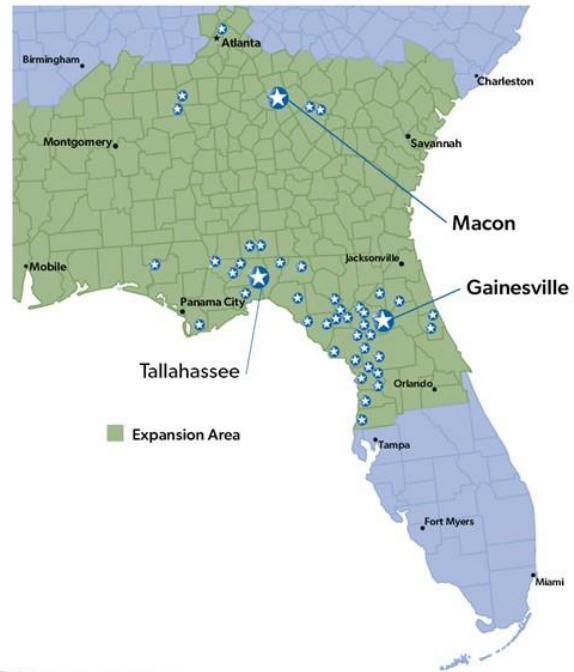 Atlanta
Birmingham
Charleston
Montgomery
Savannah
Macon
Mobile
Jacksonville
Gainesville
Panama City
Tallahassee
Orlando
Expansion Area
Tampa
Fort Myers
Miami